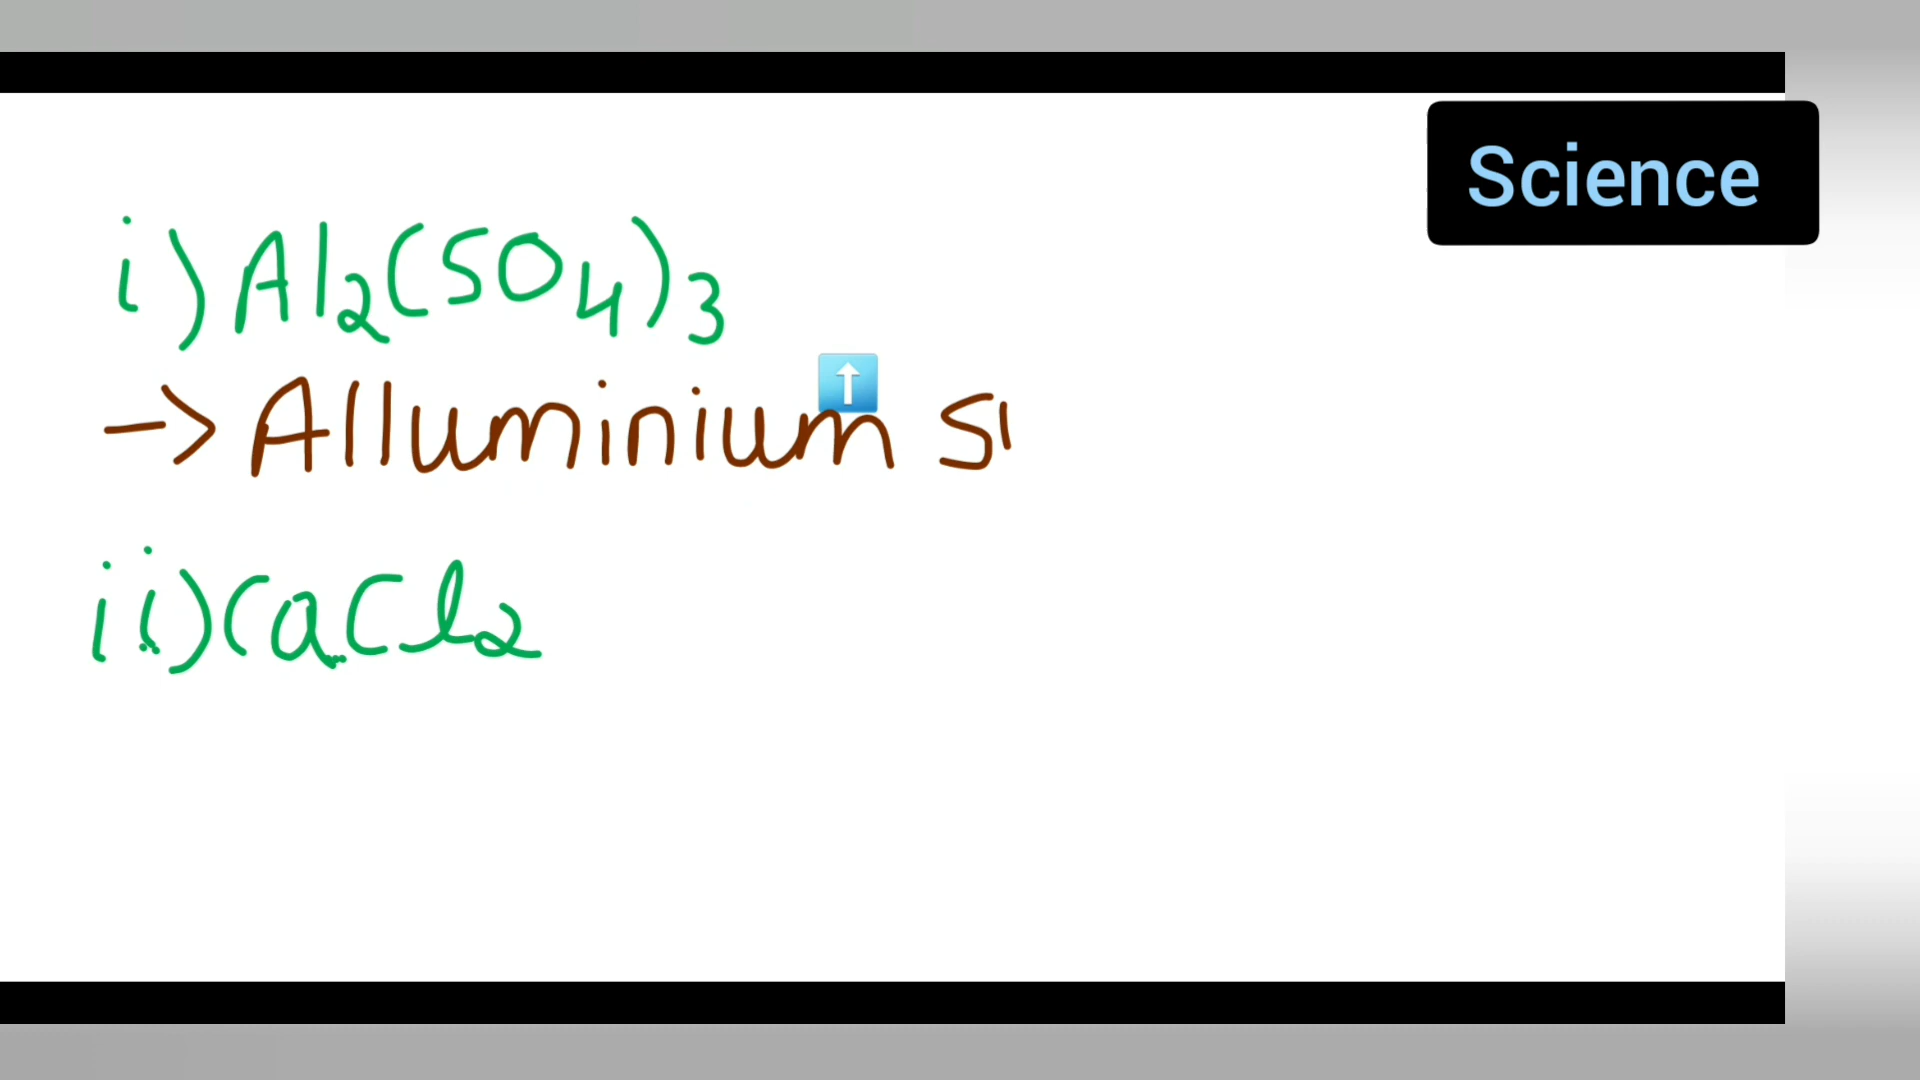 Science
i) Al₂(SO₄)₃
-> Alluminium
ii) CaCl₂